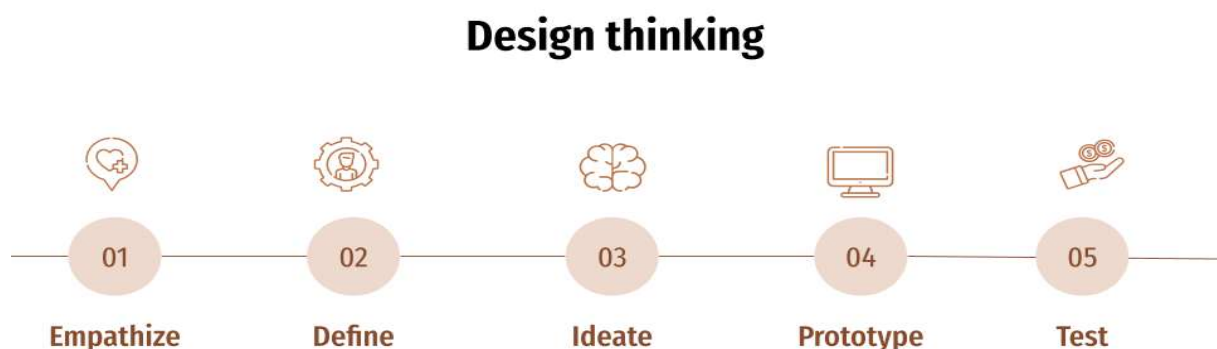 Design thinking
01
02
03
04
05
Empathize
Define
Ideate
Prototype
Test